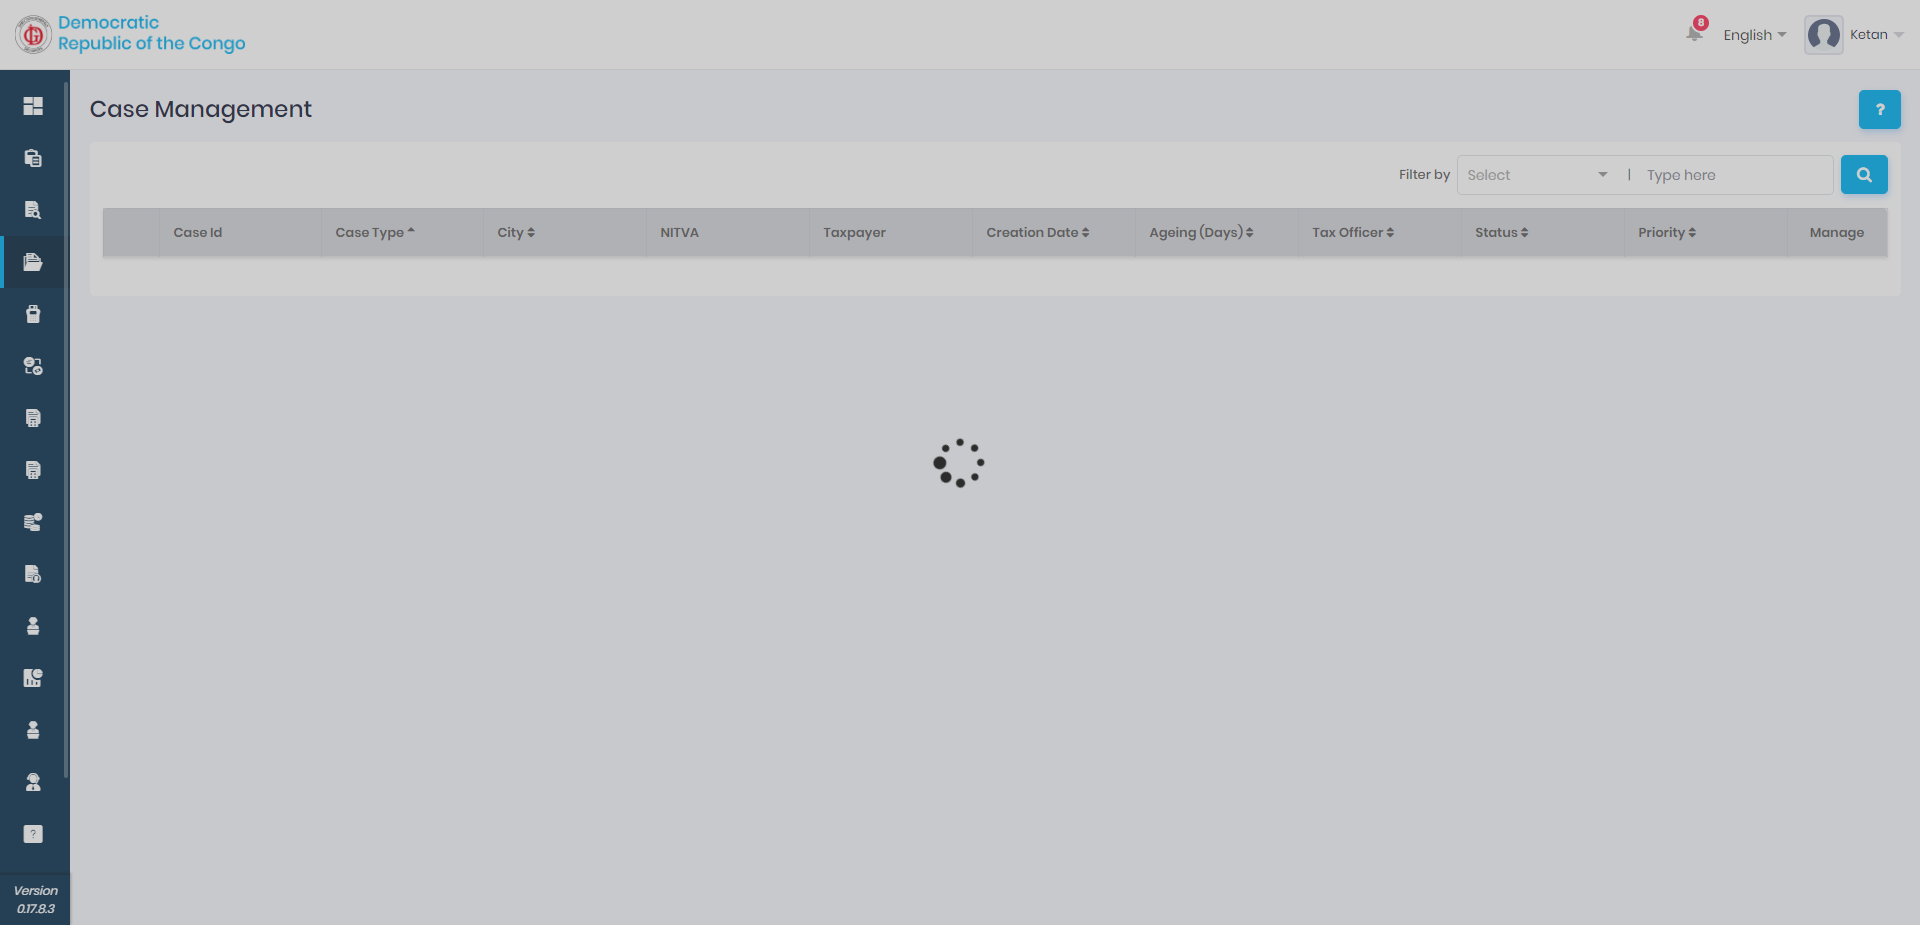 Democratic
Republic of the Congo
8
English
Ketan
Case Management
?
Filter by
Select
|
Type here
Case Id
Case Type
City
NITVA
Taxpayer
Creation Date
Ageing (Days)
Tax Officer
Status
Priority
Manage
?
Version
0.17.8.3